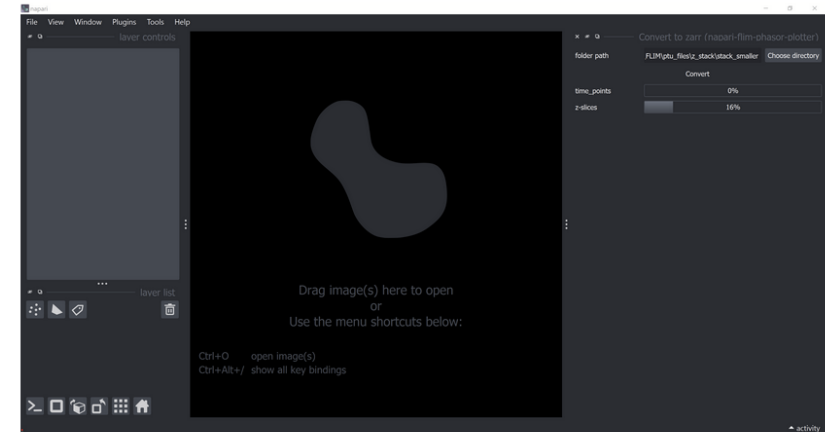 napari
File View Window Plugins Tools Help
layer controls
layer list
Drag image(s) here to open
or
Use the menu shortcuts below:
Ctrl+O open image(s)
Ctrl+Alt+/ show all key bindings
Convert to zarr (napari-flim-phasor-plotter)
folder path FLIM\ptu_files\z_stack\stack_smaller Choose directory
Convert
time_points 0%
z-slices 16%
activity